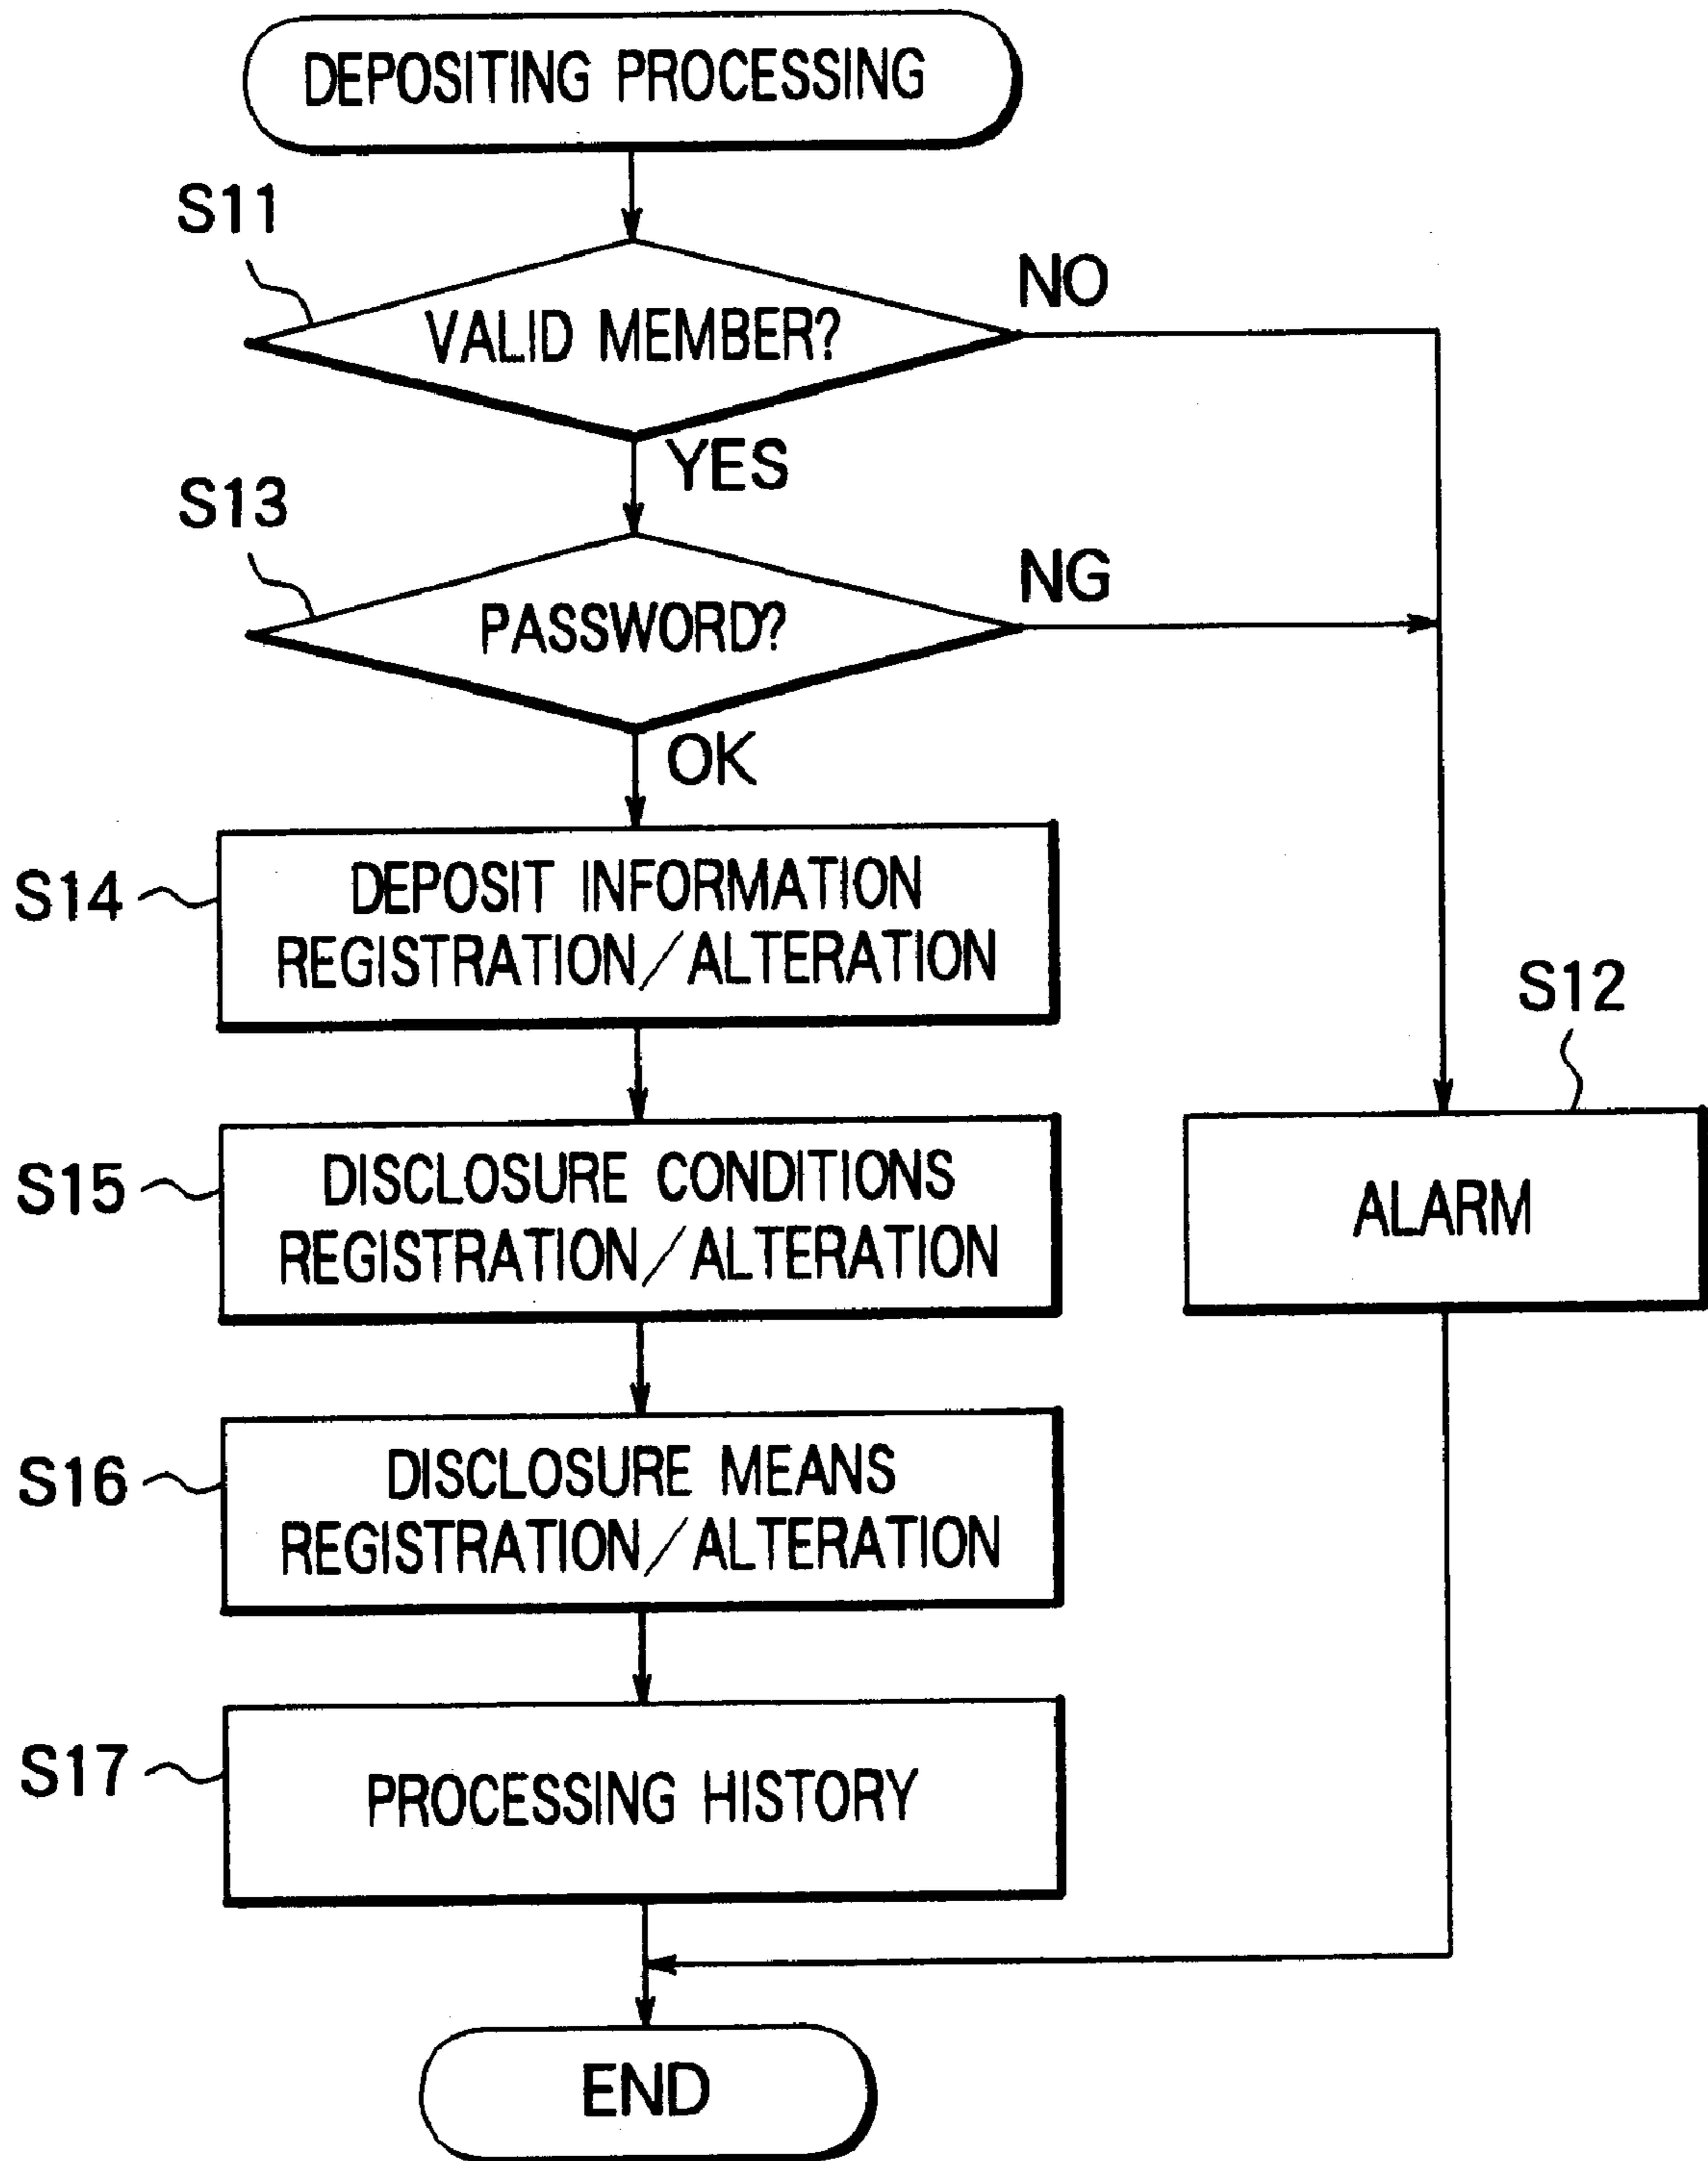 DEPOSITING PROCESSING
S11
VALID MEMBER?
NO
YES
S13
PASSWORD?
NG
OK
S14
DEPOSIT INFORMATION
REGISTRATION/ALTERATION
S12
ALARM
S15
DISCLOSURE CONDITIONS
REGISTRATION/ALTERATION
S16
DISCLOSURE MEANS
REGISTRATION/ALTERATION
S17
PROCESSING HISTORY
END